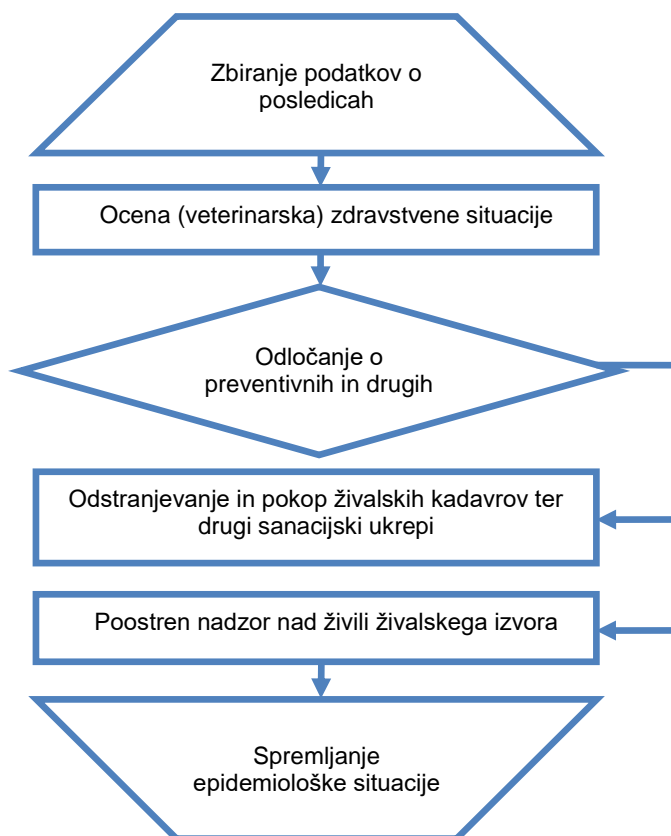 Zbiranje podatkov o
posledicah
Ocena (veterinarska) zdravstvene situacije
Odločanje o
preventivnih in drugih
Odstranjevanje in pokop živalskih kadavrov ter
drugi sanacijski ukrepi
Poostren nadzor nad živili živalskega izvora
Spremljanje
epidemiološke situacije